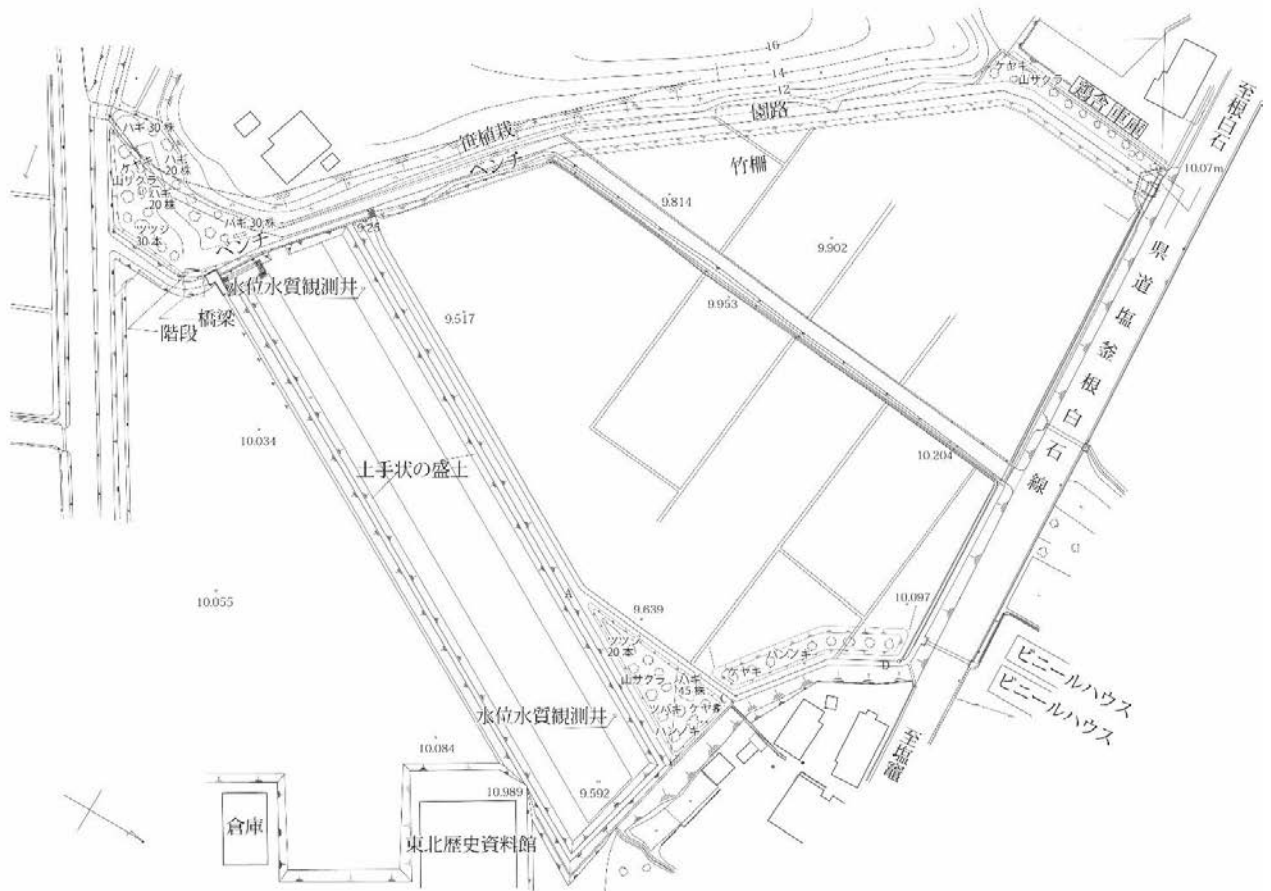 16
14
12
ケヤキ
山サクラ
鶏舎車庫
至根白石
10.07m
ハギ 30 株
ケヤキ
ハギ
20 株
山サクラ
ハギ
20 株
ツツジ
30 本
ハギ 30 株
ベンチ
笹植栽
ベンチ
園路
竹柵
9.25
9.814
9.902
水位水質観測井
橋梁
階段
9.517
9.953
県道塩釜根白石線
10.034
土手状の盛土
10.204
10.055
A
9.639
10.097
ツツジ
20 本
山サクラ
ハギ
45 株
ツバキ
ケヤキ
ハンノキ
ケヤキ
ハンノキ
D
ビニールハウス
ビニールハウス
至塩竈
水位水質観測井
10.084
10.989
9.592
倉庫
東北歴史資料館